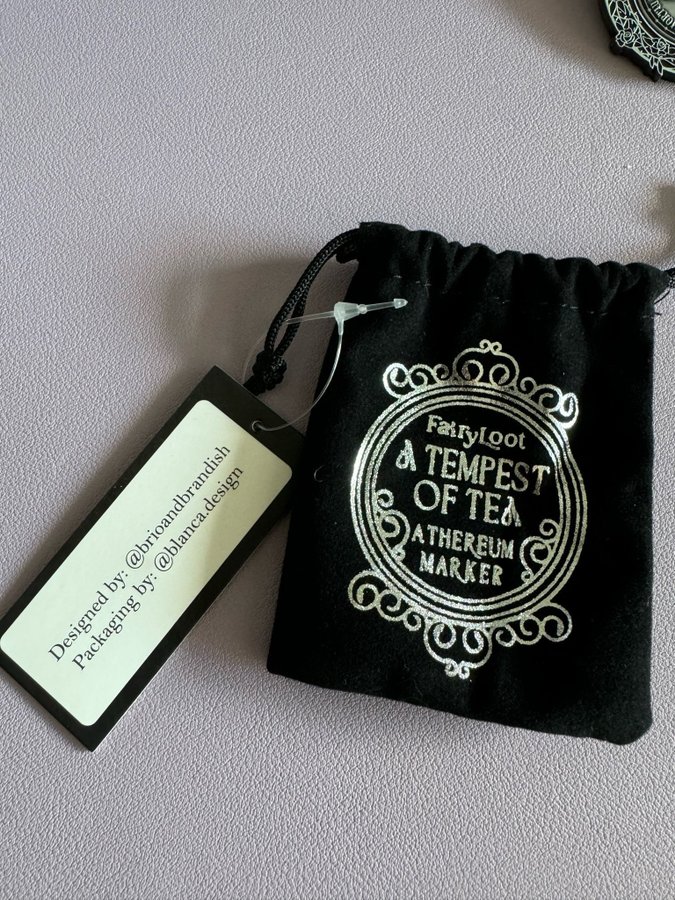 Designed by: @brioandbrandish
Packaging by: @blanca.design
FairyLoot
A TEMPEST
OF TEA
ATHEREUM
MARKER